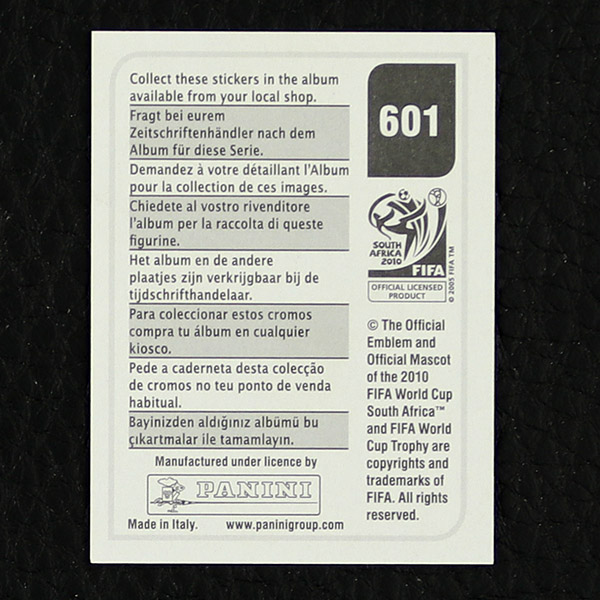 Collect these stickers in the album
available from your local shop.
Fragt bei eurem
Zeitschriftenhändler nach dem
Album für diese Serie.
Demandez à votre détaillant l'Album
pour la collection de ces images.
Chiedete al vostro rivenditore
l'album per la raccolta di queste
figurine.
Het album en de andere
plaatjes zijn verkrijgbaar bij de
tijdschrifthandelaar.
Para coleccionar estos cromos
compra tu álbum en cualquier
kiosco.
Pede a caderneta desta colecção
de cromos no teu ponto de venda
habitual.
Bayinizden aldığınız albümü bu
çıkartmalar ile tamamlayın.
Manufactured under licence by
PANINI
Made in Italy. www.paninigroup.com
601
SOUTH
AFRICA
2010
FIFA
OFFICIAL LICENSED
PRODUCT
© 2005 FIFA TM
© The Official
Emblem and
Official Mascot
of the 2010
FIFA World Cup
South Africa™
and FIFA World
Cup Trophy are
copyrights and
trademarks of
FIFA. All rights
reserved.